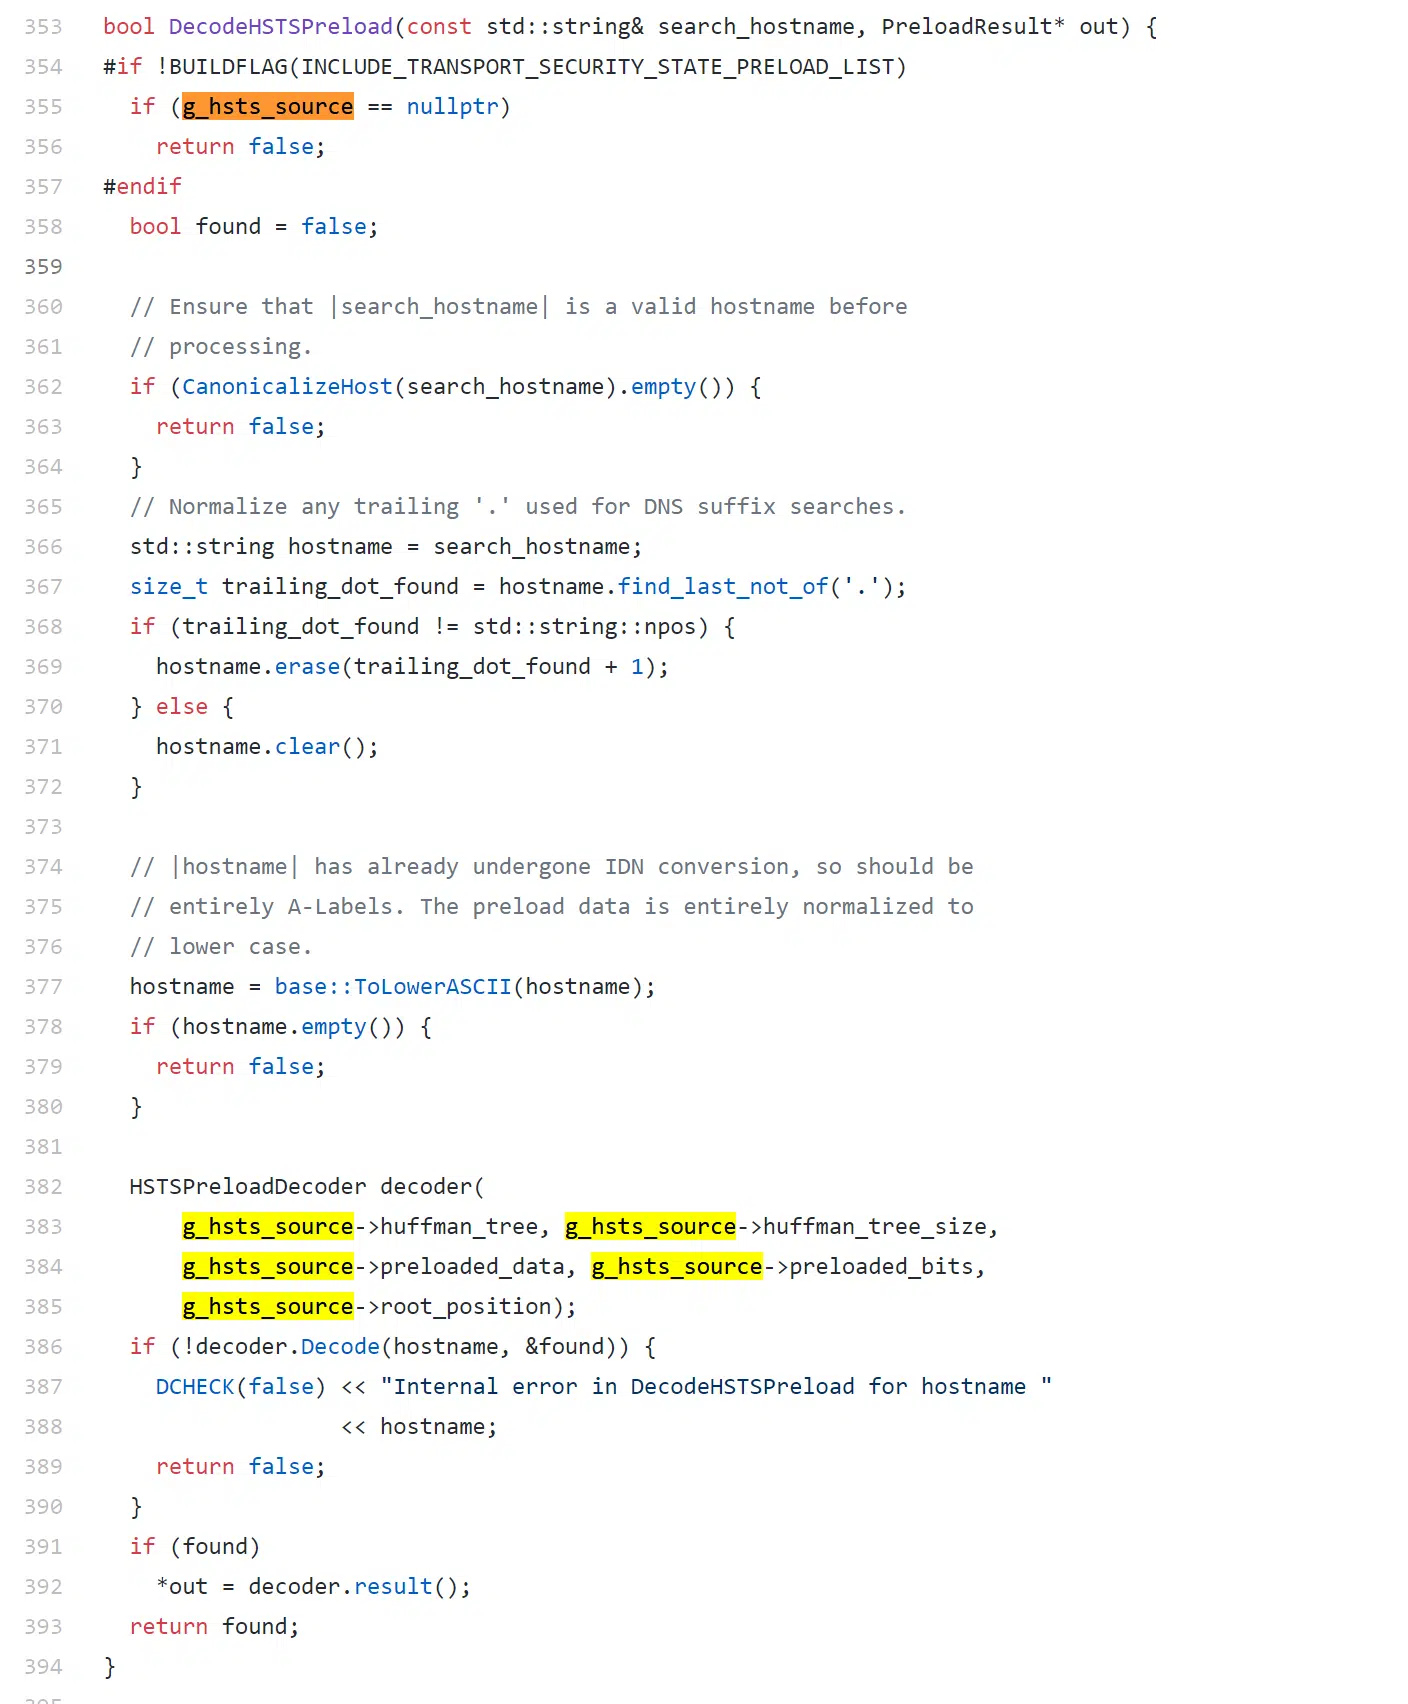 353 bool DecodeHSTSPreload(const std::string& search_hostname, PreloadResult* out) {
354 #if !BUILDFLAG(INCLUDE_TRANSPORT_SECURITY_STATE_PRELOAD_LIST)
355 if (g_hsts_source == nullptr)
356 return false;
357 #endif
358 bool found = false;
359
360 // Ensure that |search_hostname| is a valid hostname before
361 // processing.
362 if (CanonicalizeHost(search_hostname).empty()) {
363 return false;
364 }
365 // Normalize any trailing '.' used for DNS suffix searches.
366 std::string hostname = search_hostname;
367 size_t trailing_dot_found = hostname.find_last_not_of('.');
368 if (trailing_dot_found != std::string::npos) {
369 hostname.erase(trailing_dot_found + 1);
370 } else {
371 hostname.clear();
372 }
373
374 // |hostname| has already undergone IDN conversion, so should be
375 // entirely A-Labels. The preload data is entirely normalized to
376 // lower case.
377 hostname = base::ToLowerASCII(hostname);
378 if (hostname.empty()) {
379 return false;
380 }
381
382 HSTSPreloadDecoder decoder(
383 g_hsts_source->huffman_tree, g_hsts_source->huffman_tree_size,
384 g_hsts_source->preloaded_data, g_hsts_source->preloaded_bits,
385 g_hsts_source->root_position);
386 if (!decoder.Decode(hostname, &found)) {
387 DCHECK(false) << "Internal error in DecodeHSTSPreload for hostname "
388 << hostname;
389 return false;
390 }
391 if (found)
392 *out = decoder.result();
393 return found;
394 }